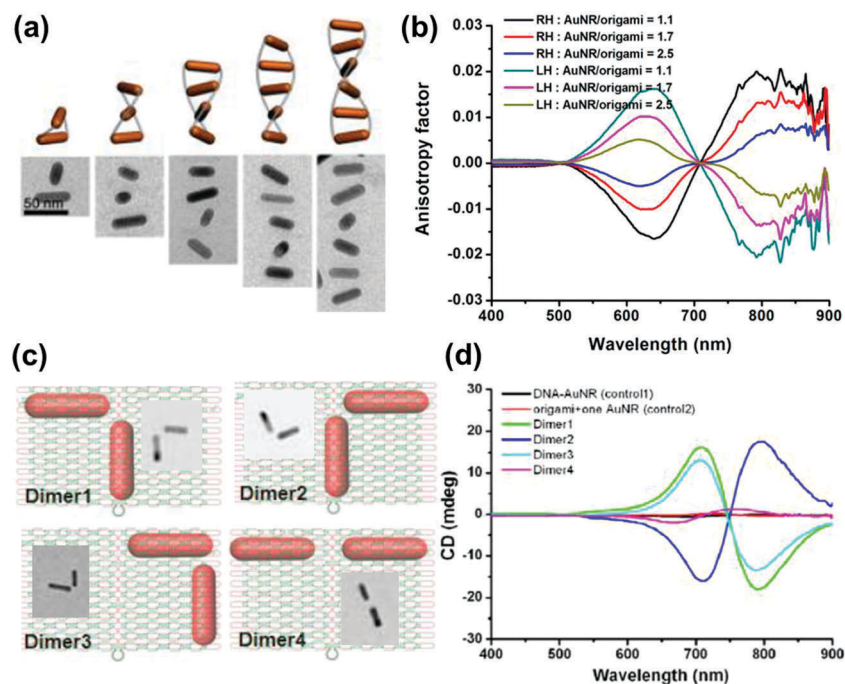 (a)
50 nm
(b)
RH : AuNR/origami = 1.1
RH : AuNR/origami = 1.7
RH : AuNR/origami = 2.5
LH : AuNR/origami = 1.1
LH : AuNR/origami = 1.7
LH : AuNR/origami = 2.5
Anisotropy factor
0.03
0.02
0.01
0.00
-0.01
-0.02
-0.03
400 500 600 700 800 900
Wavelength (nm)
(c)
Dimer1
Dimer2
Dimer3
Dimer4
(d)
DNA-AuNR (control1)
origami+one AuNR (control2)
Dimer1
Dimer2
Dimer3
Dimer4
CD (mdeg)
30
20
10
0
-10
-20
-30
400 500 600 700 800 900
Wavelength (nm)